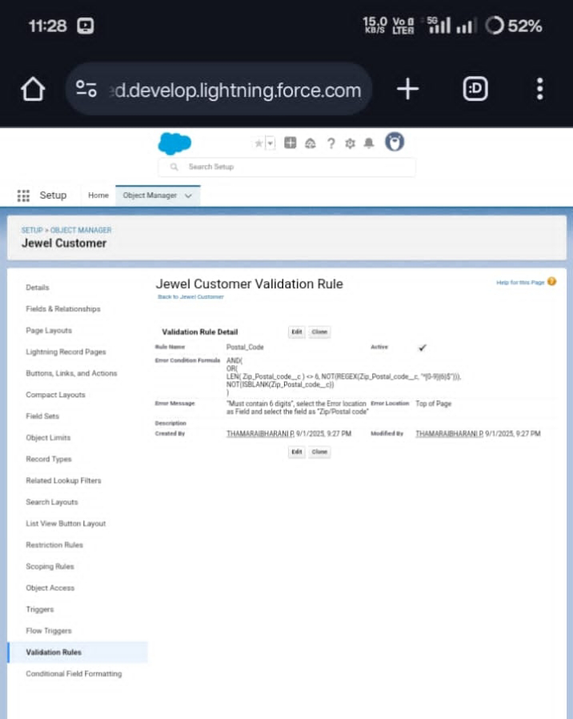 11:28
15.0 KB/S Vo LTE 5G 52%
d.develop.lightning.force.com
:D
Search Setup
Setup Home Object Manager
SETUP > OBJECT MANAGER
Jewel Customer
Details
Fields & Relationships
Page Layouts
Lightning Record Pages
Buttons, Links, and Actions
Compact Layouts
Field Sets
Object Limits
Record Types
Related Lookup Filters
Search Layouts
List View Button Layout
Restriction Rules
Scoping Rules
Object Access
Triggers
Flow Triggers
Validation Rules
Conditional Field Formatting
Jewel Customer Validation Rule
Help for this Page
Back to Jewel Customer
Validation Rule Detail
Edit Clone
Rule Name Postal_Code Active ✓
Error Condition Formula AND(
OR(
LEN( Zip_Postal_code__c ) <> 6, NOT(REGEX(Zip_Postal_code__c, "^[0-9]{6}$"))),
NOT(ISBLANK(Zip_Postal_code__c))
)
Error Message "Must contain 6 digits", select the Error location Error Location Top of Page
as Field and select the field as "Zip/Postal code"
Description
Created By THAMARAIBHARANI P, 9/1/2025, 9:27 PM Modified By THAMARAIBHARANI P, 9/1/2025, 9:27 PM
Edit Clone